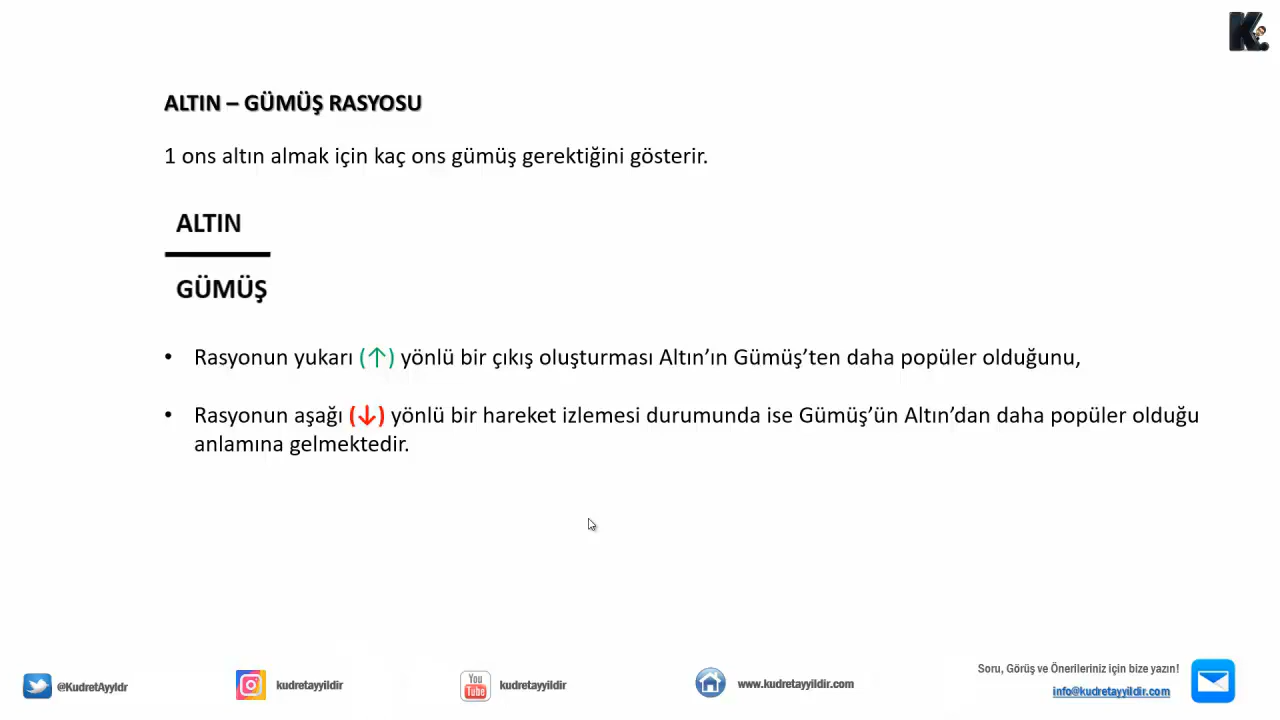 ALTIN – GÜMÜŞ RASYOSU
1 ons altın almak için kaç ons gümüş gerektiğini gösterir.
ALTIN
GÜMÜŞ
• Rasyonun yukarı (↑) yönlü bir çıkış oluşturması Altın’ın Gümüş’ten daha popüler olduğunu,
• Rasyonun aşağı (↓) yönlü bir hareket izlemesi durumunda ise Gümüş’ün Altın’dan daha popüler olduğu
anlamına gelmektedir.
Soru, Görüş ve Önerileriniz için bize yazın!
@KudretAyyldr
kudretayyildir
You Tube
kudretayyildir
www.kudretayyildir.com
info@kudretayyildir.com